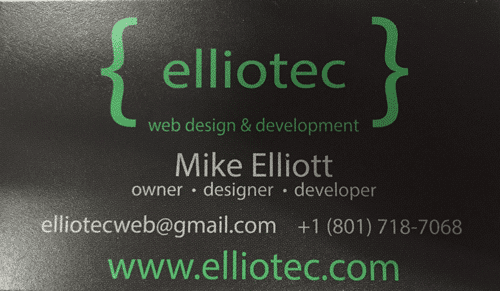 { elliotec }
web design & development
Mike Elliott
owner • designer • developer
elliotecweb@gmail.com +1 (801) 718-7068
www.elliotec.com